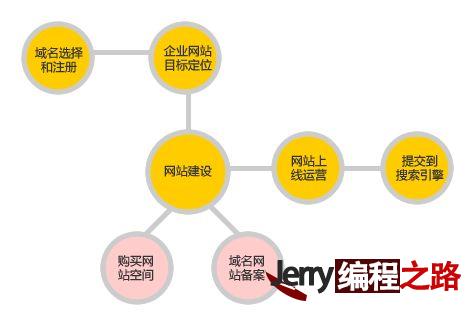 域名选择
和注册
企业网站
目标定位
网站建设
网站上
线运营
提交到
搜索引擎
购买网
站空间
域名网
站备案
Jerry编程之路